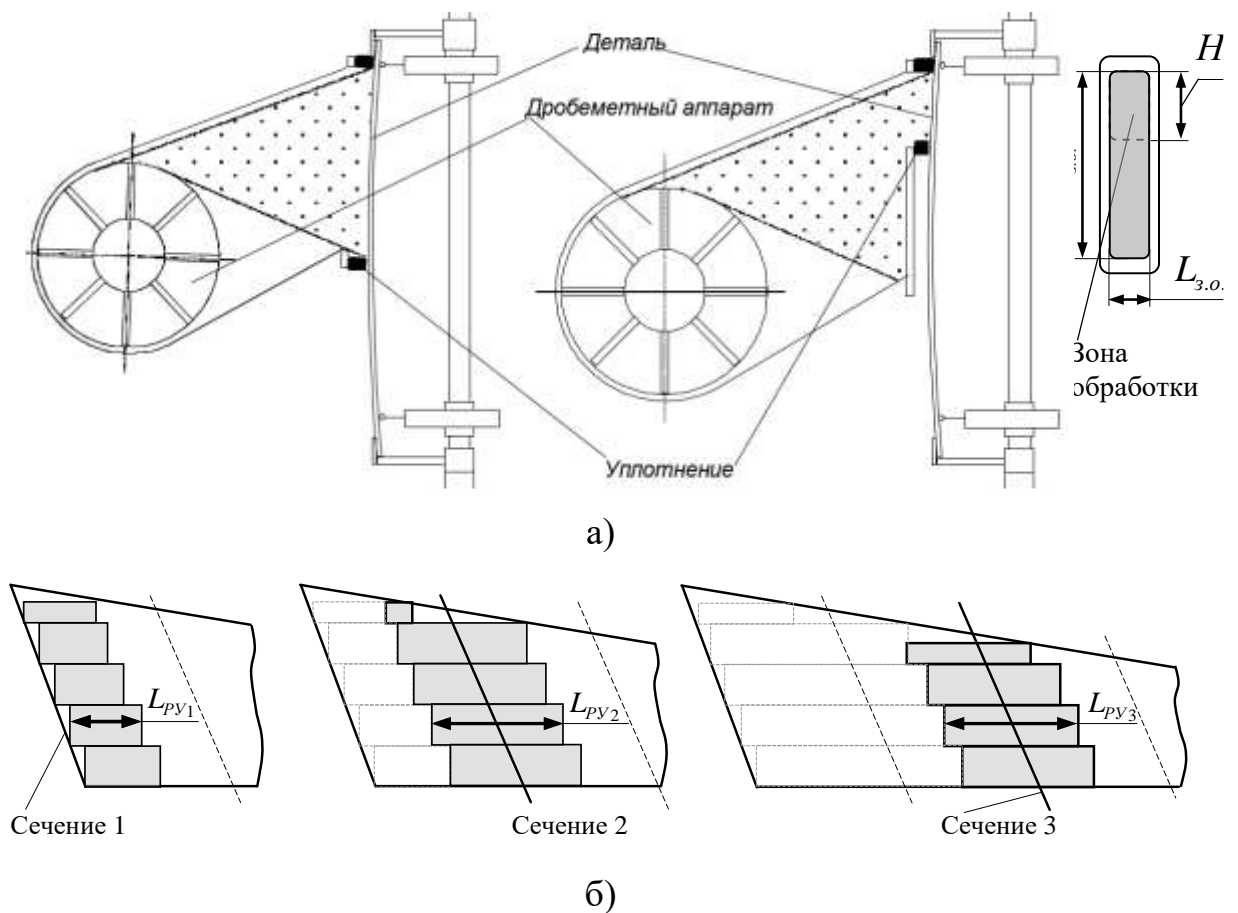 Деталь
Дробеметный аппарат
H
L з.о.
Зона
обработки
Уплотнение
а)
L РУ1
L РУ2
L РУ3
Сечение 1
Сечение 2
Сечение 3
б)